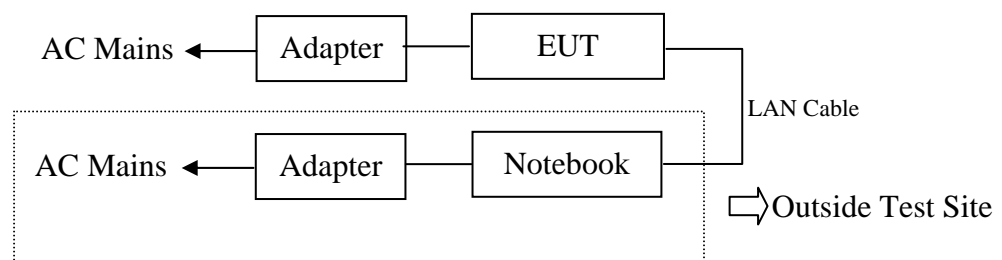 AC Mains
Adapter
EUT
LAN Cable
AC Mains
Adapter
Notebook
Outside Test Site